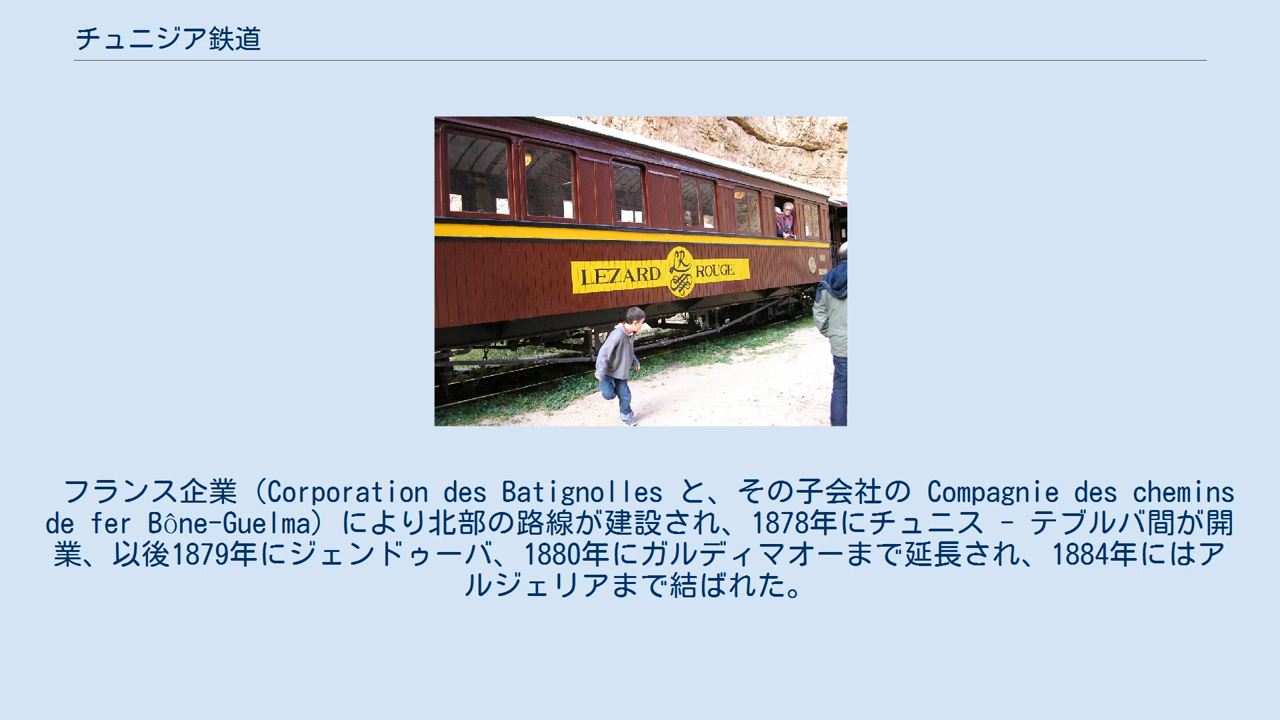 チュニジア鉄道
LEZARD LR ROUGE
フランス企業（Corporation des Batignolles と、その子会社の Compagnie des chemins
de fer Bône-Guelma）により北部の路線が建設され、1878年にチュニス - テブルバ間が開
業、以後1879年にジェンドゥーバ、1880年にガルディマオーまで延長され、1884年にはア
ルジェリアまで結ばれた。